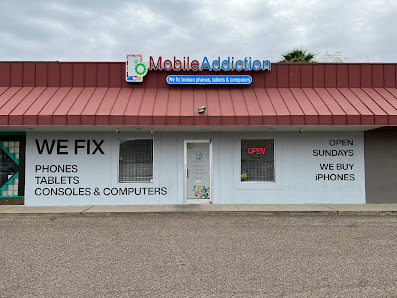 MobileAddiction
We fix broken phones, tablets & computers
WE FIX
PHONES
TABLETS
CONSOLES & COMPUTERS
OPEN
OPEN
SUNDAYS
WE BUY
iPHONES